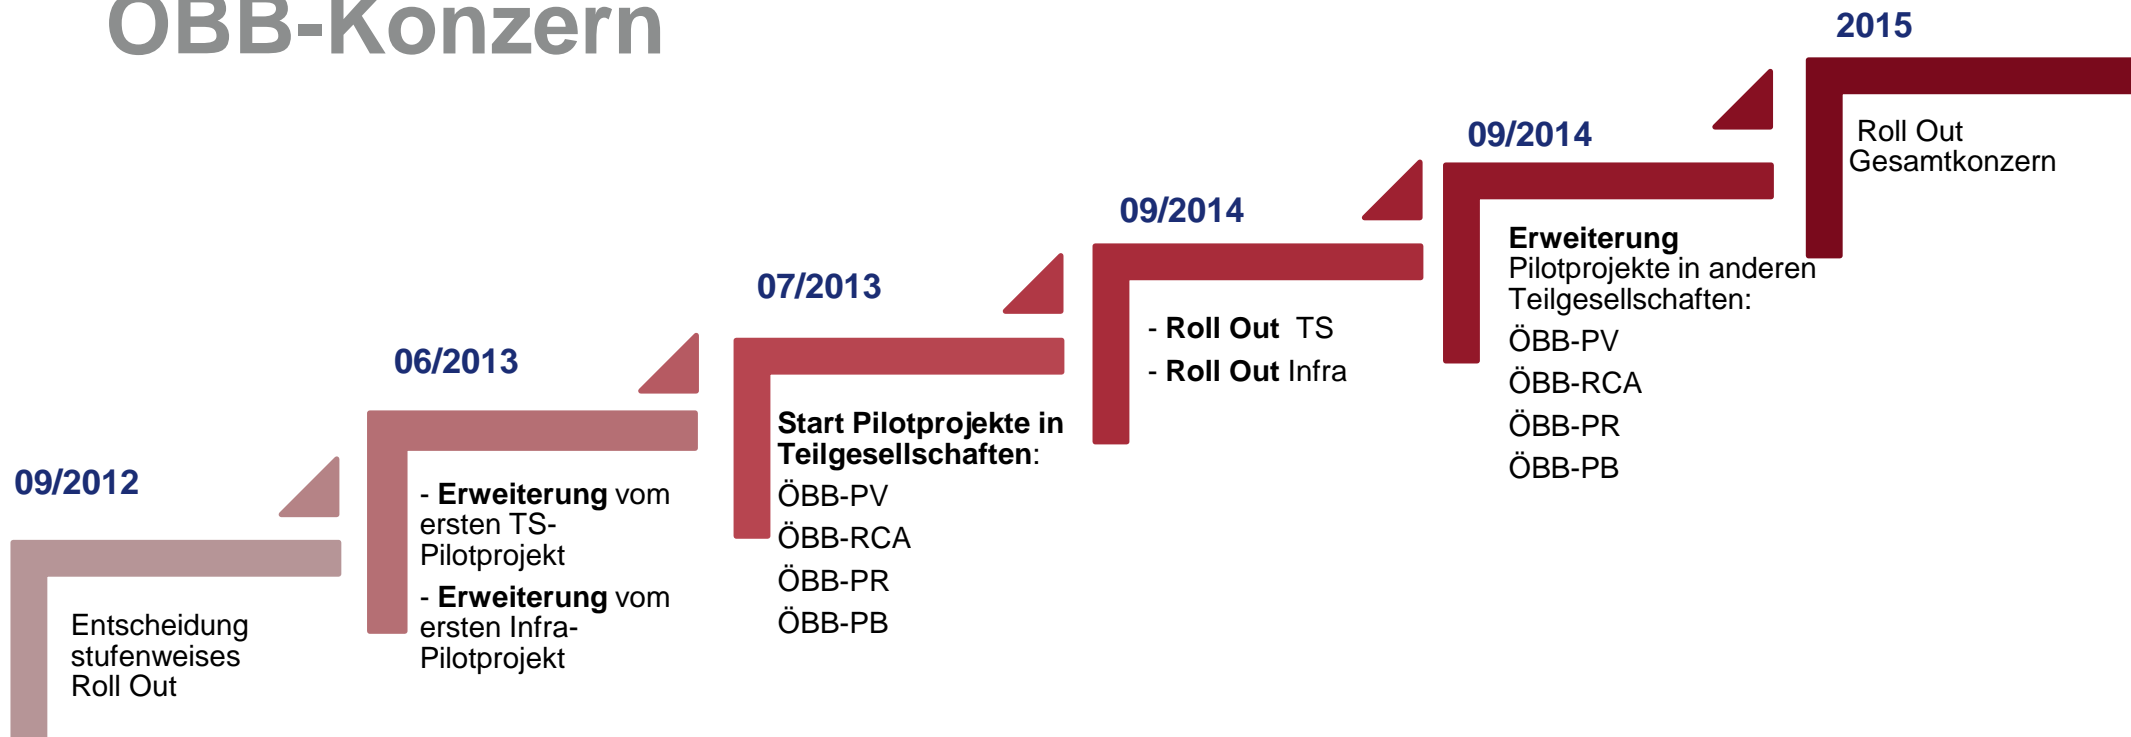 ÖBB-Konzern
09/2012
Entscheidung
stufenweises
Roll Out
06/2013
- Erweiterung vom
ersten TS-
Pilotprojekt
- Erweiterung vom
ersten Infra-
Pilotprojekt
07/2013
Start Pilotprojekte in
Teilgesellschaften:
ÖBB-PV
ÖBB-RCA
ÖBB-PR
ÖBB-PB
09/2014
- Roll Out TS
- Roll Out Infra
09/2014
Erweiterung
Pilotprojekte in anderen
Teilgesellschaften:
ÖBB-PV
ÖBB-RCA
ÖBB-PR
ÖBB-PB
2015
Roll Out
Gesamtkonzern